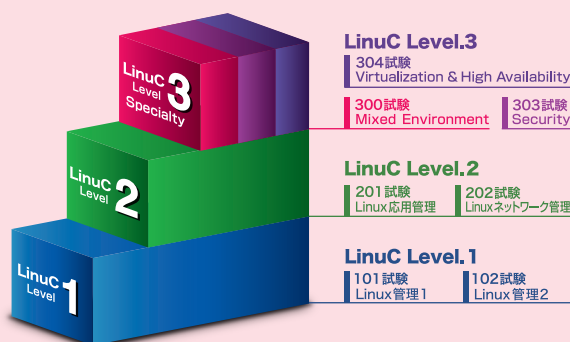 LinuC
Level 3
Specialty
LinuC
Level 2
LinuC
Level 1
LinuC Level.3
304試験
Virtualization & High Availability
300試験
Mixed Environment
303試験
Security
LinuC Level.2
201試験
Linux応用管理
202試験
Linuxネットワーク管理
LinuC Level.1
101試験
Linux管理1
102試験
Linux管理2